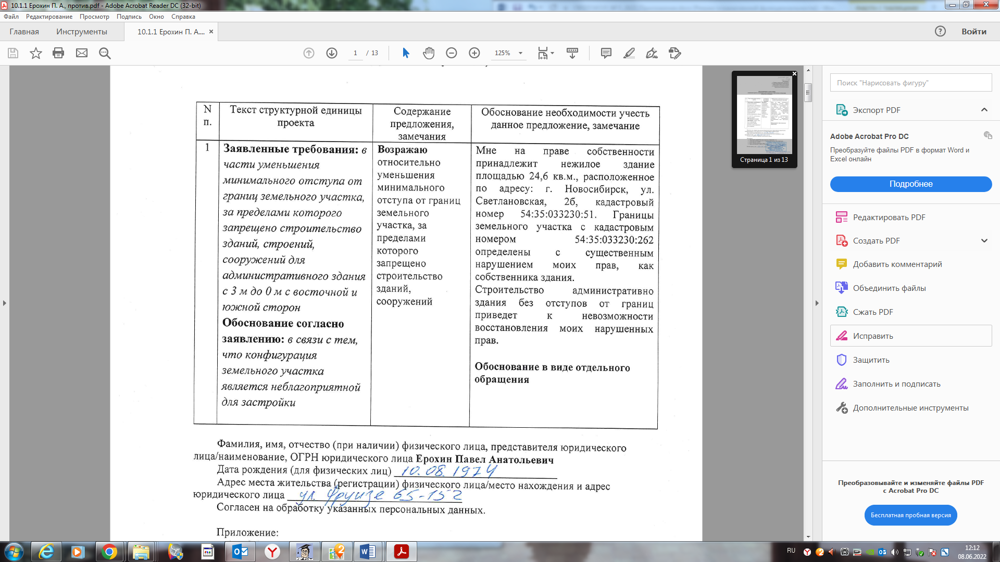 10.1.1 Ерохин П. А., против.pdf - Adobe Acrobat Reader DC (32-bit)
Файл Редактирование Просмотр Подпись Окно Справка
Главная Инструменты 10.1.1 Ерохин П. А.... Войти
1 / 13 125%
N п.
Текст структурной единицы
проекта
Содержание
предложения,
замечания
Обоснование необходимости учесть
данное предложение, замечание
1
Заявленные требования: в
части уменьшения
минимального отступа от
границ земельного участка,
за пределами которого
запрещено строительство
зданий, строений,
сооружений для
административного здания
с 3 м до 0 м с восточной и
южной сторон
Обоснование согласно
заявлению: в связи с тем,
что конфигурация
земельного участка
является неблагоприятной
для застройки
Возражаю
относительно
уменьшения
минимального
отступа от границ
земельного
участка, за
пределами
которого
запрещено
строительство
зданий,
сооружений
Мне на праве собственности
принадлежит нежилое здание
площадью 24,6 кв.м., расположенное
по адресу: г. Новосибирск, ул.
Светлановская, 2б, кадастровый
номер 54:35:033230:51. Границы
земельного участка с кадастровым
номером 54:35:033230:262
определены с существенным
нарушением моих прав, как
собственника здания.
Строительство административно
здания без отступов от границ
приведет к невозможности
восстановления моих нарушенных
прав.
Обоснование в виде отдельного
обращения
Фамилия, имя, отчество (при наличии) физического лица, представителя юридического
лица/наименование, ОГРН юридического лица Ерохин Павел Анатольевич
Дата рождения (для физических лиц) 10.08.1974
Адрес места жительства (регистрации) физического лица/место нахождения и адрес
юридического лица ул. Фрунзе 65-152
Согласен на обработку указанных персональных данных.
Приложение:
Страница 1 из 13
Поиск "Нарисовать фигуру"
Экспорт PDF
Adobe Acrobat Pro DC
Преобразуйте файлы PDF в формат Word и
Excel онлайн
Подробнее
Редактировать PDF
Создать PDF
Добавить комментарий
Объединить файлы
Сжать PDF
Исправить
Защитить
Заполнить и подписать
Дополнительные инструменты
Преобразовывайте и изменяйте файлы PDF
с Acrobat Pro DC
Бесплатная пробная версия
RU
12:12
08.06.2022